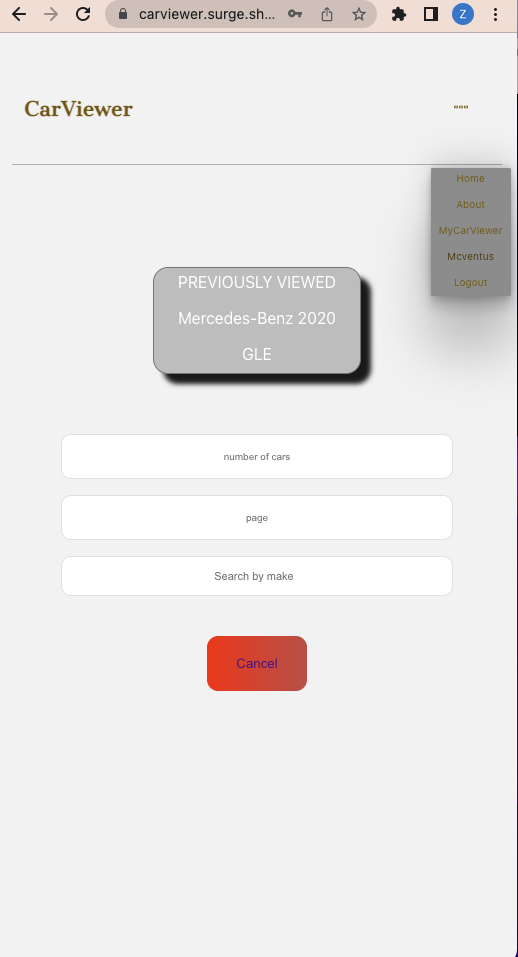 carviewer.surge.sh...
Z
CarViewer
Home
About
MyCarViewer
Mcventus
Logout
PREVIOUSLY VIEWED
Mercedes-Benz 2020
GLE
number of cars
page
Search by make
Cancel